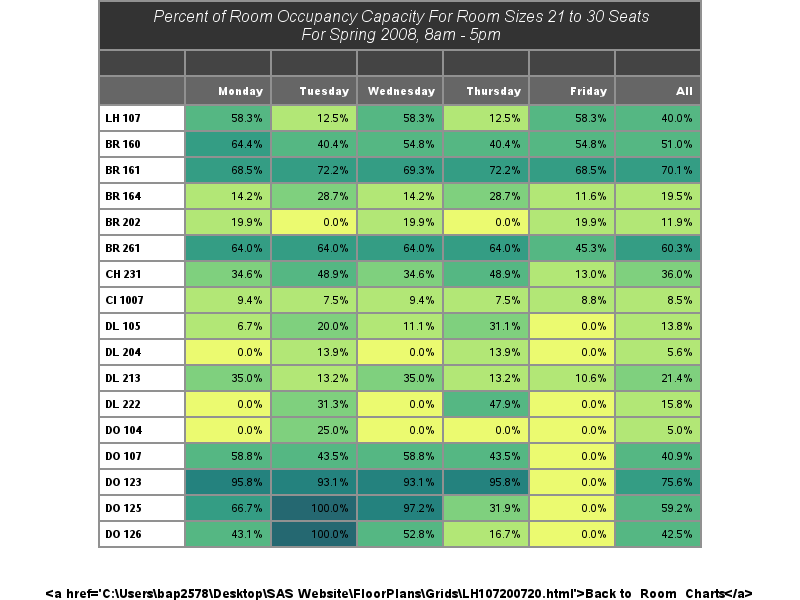 Percent of Room Occupancy Capacity For Room Sizes 21 to 30 Seats
For Spring 2008, 8am - 5pm
Monday Tuesday Wednesday Thursday Friday All
LH 107 58.3% 12.5% 58.3% 12.5% 58.3% 40.0%
BR 160 64.4% 40.4% 54.8% 40.4% 54.8% 51.0%
BR 161 68.5% 72.2% 69.3% 72.2% 68.5% 70.1%
BR 164 14.2% 28.7% 14.2% 28.7% 11.6% 19.5%
BR 202 19.9% 0.0% 19.9% 0.0% 19.9% 11.9%
BR 261 64.0% 64.0% 64.0% 64.0% 45.3% 60.3%
CH 231 34.6% 48.9% 34.6% 48.9% 13.0% 36.0%
CI 1007 9.4% 7.5% 9.4% 7.5% 8.8% 8.5%
DL 105 6.7% 20.0% 11.1% 31.1% 0.0% 13.8%
DL 204 0.0% 13.9% 0.0% 13.9% 0.0% 5.6%
DL 213 35.0% 13.2% 35.0% 13.2% 10.6% 21.4%
DL 222 0.0% 31.3% 0.0% 47.9% 0.0% 15.8%
DO 104 0.0% 25.0% 0.0% 0.0% 0.0% 5.0%
DO 107 58.8% 43.5% 58.8% 43.5% 0.0% 40.9%
DO 123 95.8% 93.1% 93.1% 95.8% 0.0% 75.6%
DO 125 66.7% 100.0% 97.2% 31.9% 0.0% 59.2%
DO 126 43.1% 100.0% 52.8% 16.7% 0.0% 42.5%
<a href='C:\Users\bap2578\Desktop\SAS Website\FloorPlans\Grids\LH107200720.html'>Back to Room Charts</a>